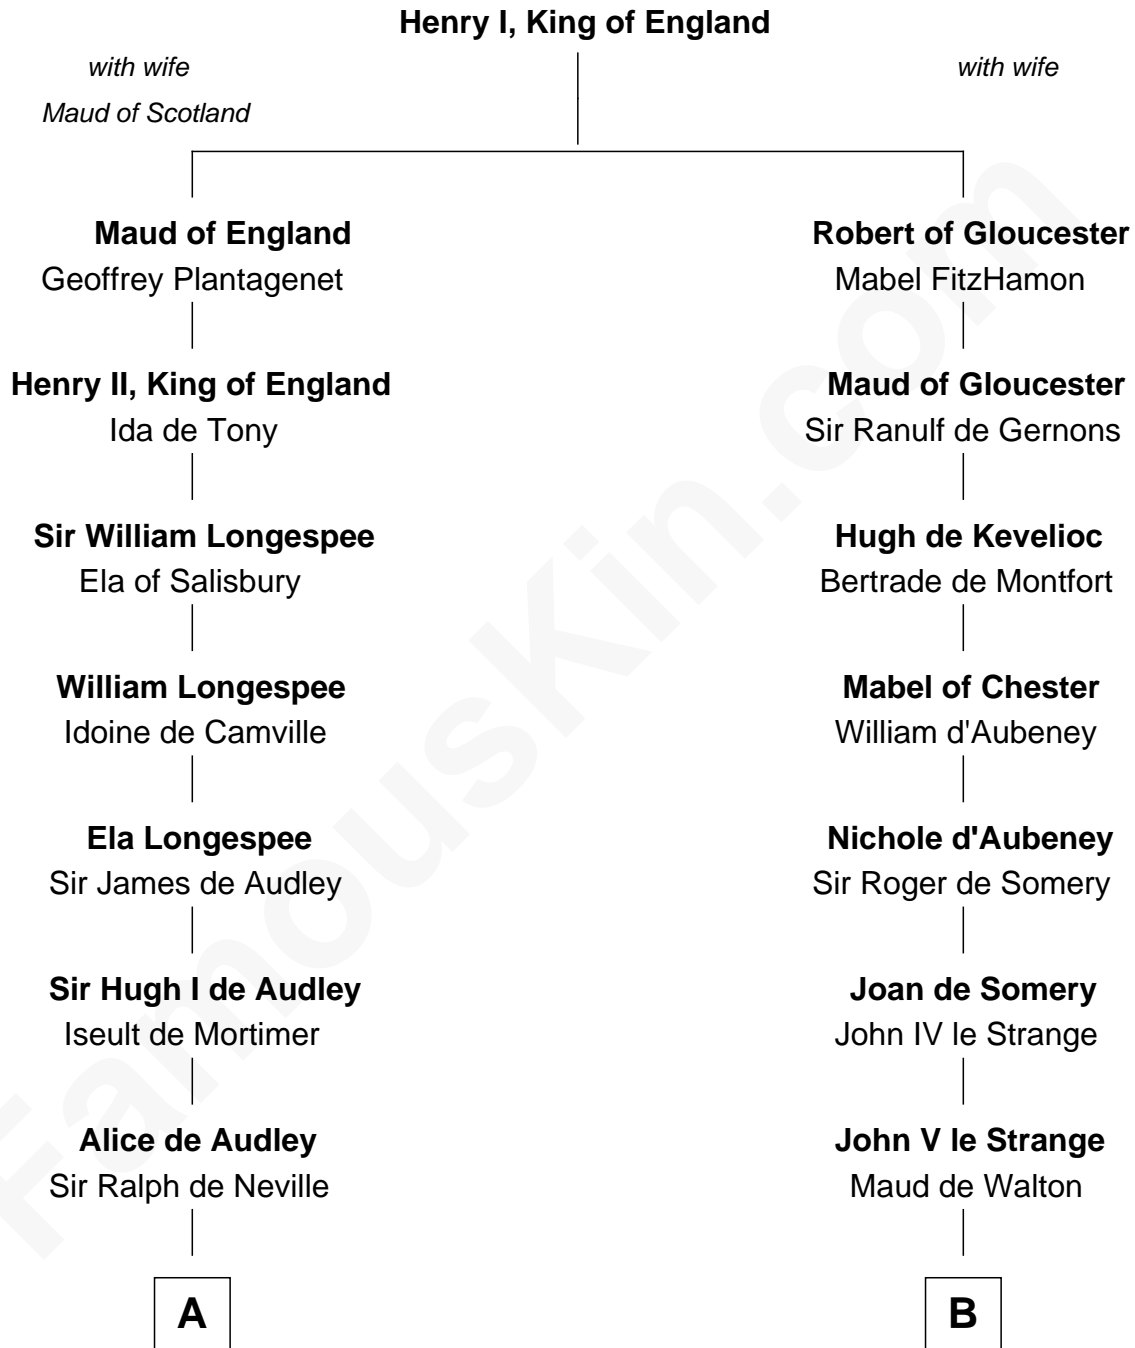 Henry I, King of England
with wife
Maud of Scotland
with wife
Maud of England
Geoffrey Plantagenet
Robert of Gloucester
Mabel FitzHamon
Henry II, King of England
Ida de Tony
Maud of Gloucester
Sir Ranulf de Gernons
Sir William Longespee
Ela of Salisbury
Hugh de Kevelioc
Bertrade de Montfort
William Longespee
Idoine de Camville
Mabel of Chester
William d'Aubeney
Ela Longespee
Sir James de Audley
Nichole d'Aubeney
Sir Roger de Somery
Sir Hugh I de Audley
Iseult de Mortimer
Joan de Somery
John IV le Strange
Alice de Audley
Sir Ralph de Neville
John V le Strange
Maud de Walton
A
B
FamousKin.com